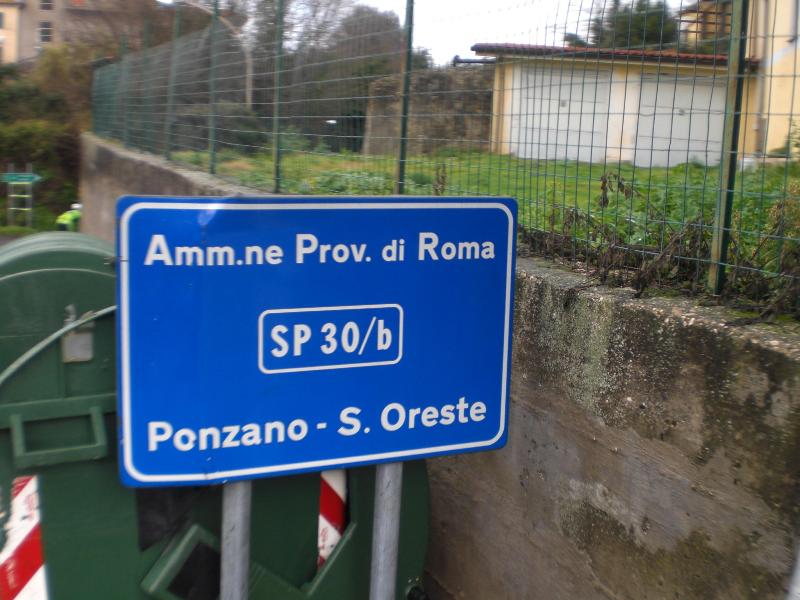 Amm.ne Prov. di Roma
SP 30/b
Ponzano - S. Oreste